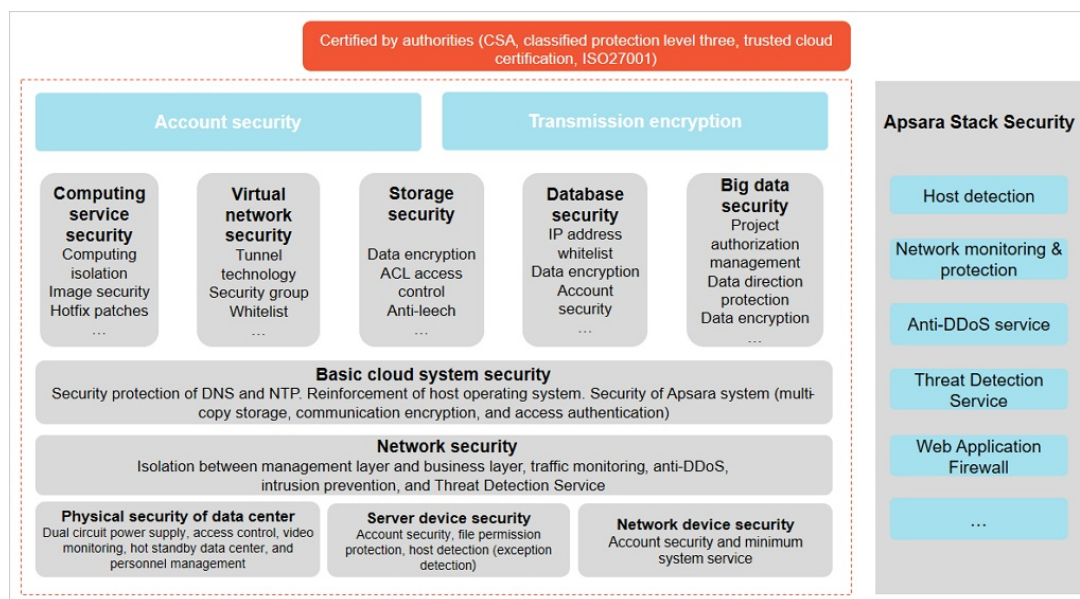 Certified by authorities (CSA, classified protection level three, trusted cloud
certification, ISO27001)
Account security
Transmission encryption
Computing
service
security
Computing
isolation
Image security
Hotfix patches
…
Virtual
network
security
Tunnel
technology
Security group
Whitelist
…
Storage
security
Data encryption
ACL access
control
Anti-leech
…
Database
security
IP address
whitelist
Data encryption
Account
security
…
Big data
security
Project
authorization
management
Data direction
protection
Data encryption
…
Basic cloud system security
Security protection of DNS and NTP. Reinforcement of host operating system. Security of Apsara system (multi-
copy storage, communication encryption, and access authentication)
Network security
Isolation between management layer and business layer, traffic monitoring, anti-DDoS,
intrusion prevention, and Threat Detection Service
Physical security of data center
Dual circuit power supply, access control, video
monitoring, hot standby data center, and
personnel management
Server device security
Account security, file permission
protection, host detection (exception
detection)
Network device security
Account security and minimum
system service
Apsara Stack Security
Host detection
Network monitoring &
protection
Anti-DDoS service
Threat Detection
Service
Web Application
Firewall
…